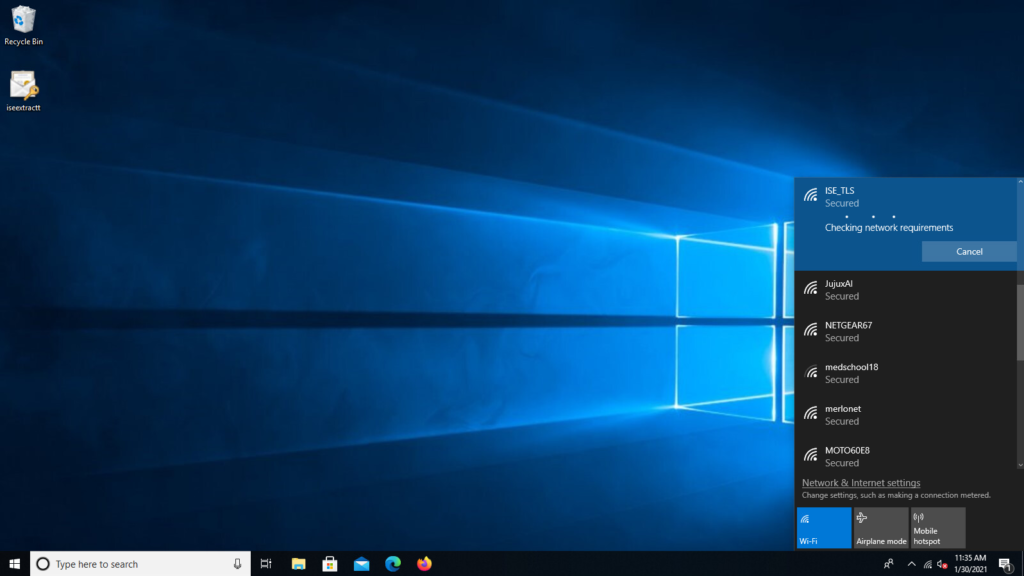 Recycle Bin
iseextractt
ISE_TLS
Secured
Checking network requirements
Cancel
JujuxAI
Secured
NETGEAR67
Secured
medschool18
Secured
merlonet
Secured
MOTO60E8
Secured
Network & Internet settings
Change settings, such as making a connection metered.
Wi-Fi
Airplane mode
Mobile
hotspot
Type here to search
11:35 AM
1/30/2021
1